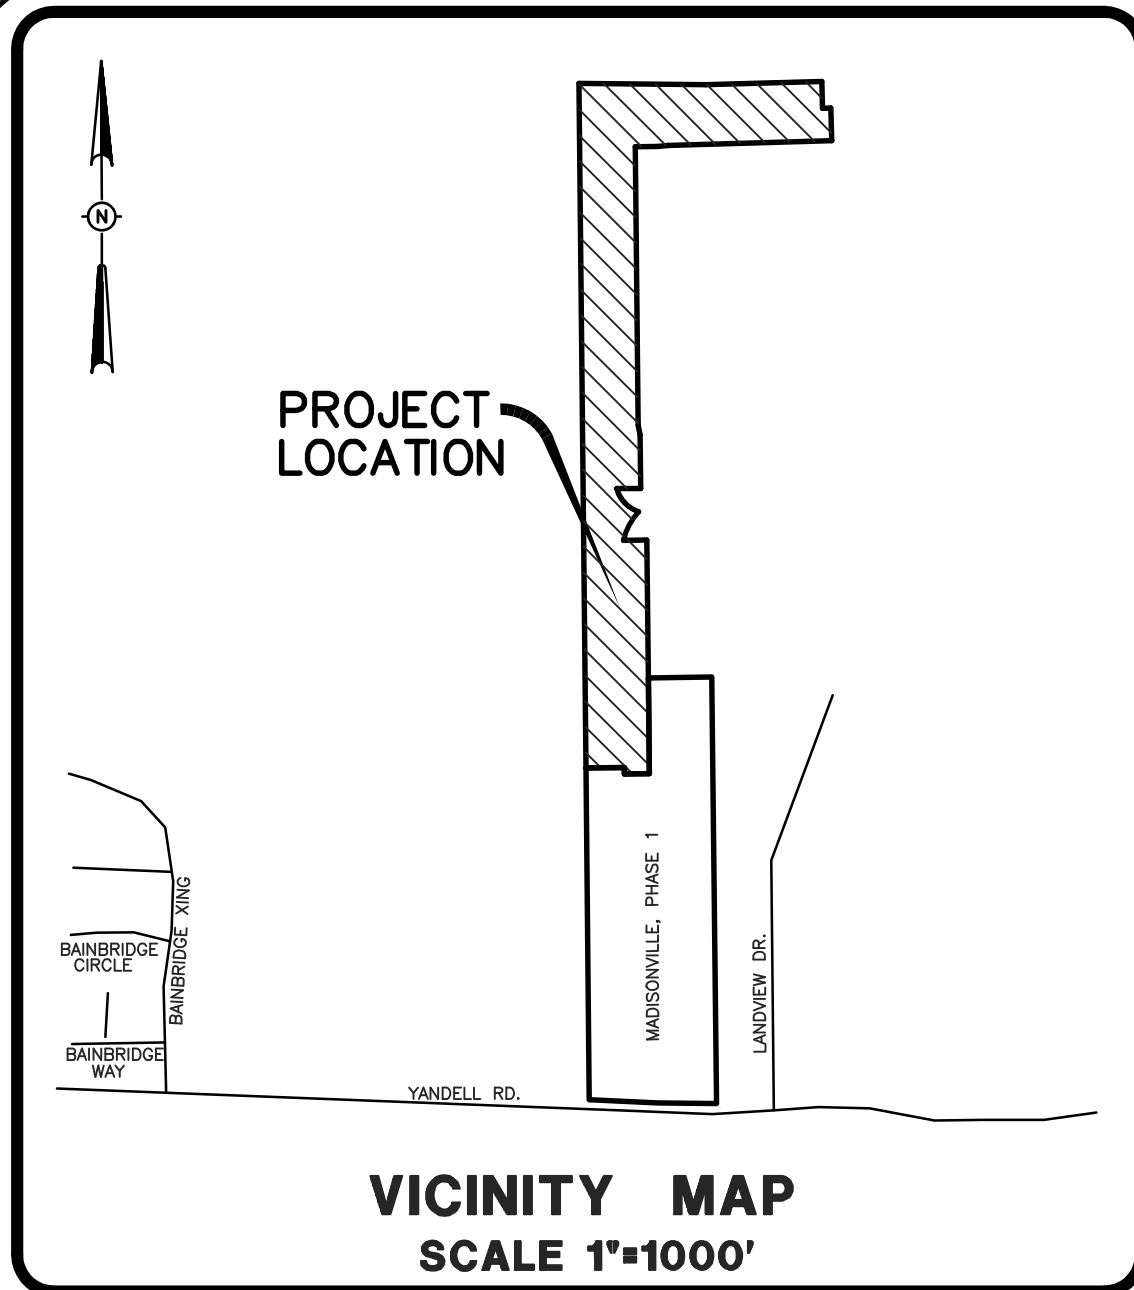 N
PROJECT
LOCATION
MADISONVILLE, PHASE 1
BAINBRIDGE XING
LANDVIEW DR.
BAINBRIDGE
CIRCLE
BAINBRIDGE
WAY
YANDELL RD.
VICINITY MAP
SCALE 1"=1000'